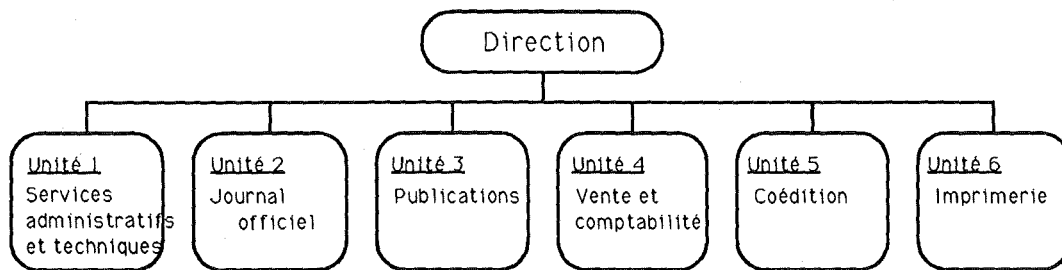 Direction
Unité 1
Services
administratifs
et techniques
Unité 2
Journal
officiel
Unité 3
Publications
Unité 4
Vente et
comptabilité
Unité 5
Coédition
Unité 6
Imprimerie